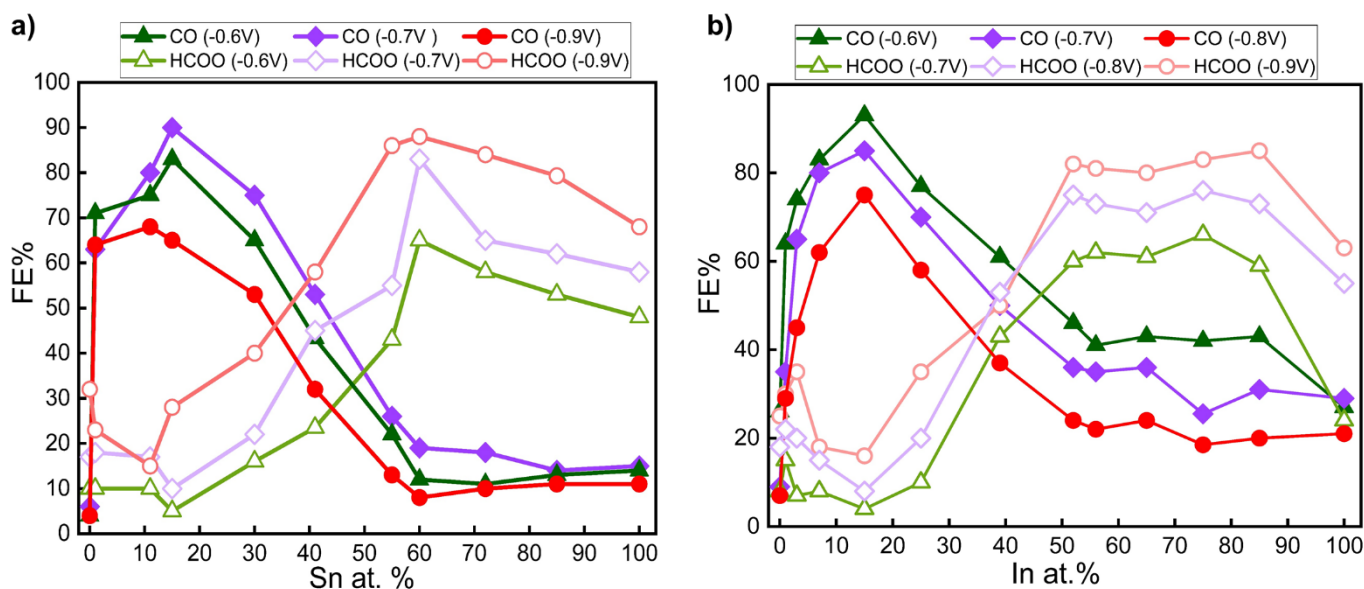 a)
CO (-0.6V) CO (-0.7V ) CO (-0.9V)
HCOO (-0.6V) HCOO (-0.7V) HCOO (-0.9V)
100
90
80
70
60
50
40
30
20
10
0
FE%
0 10 20 30 40 50 60 70 80 90 100
Sn at. %
b)
CO (-0.6V) CO (-0.7V) CO (-0.8V)
HCOO (-0.7V) HCOO (-0.8V) HCOO (-0.9V)
100
80
60
40
20
0
FE%
0 10 20 30 40 50 60 70 80 90 100
In at.%